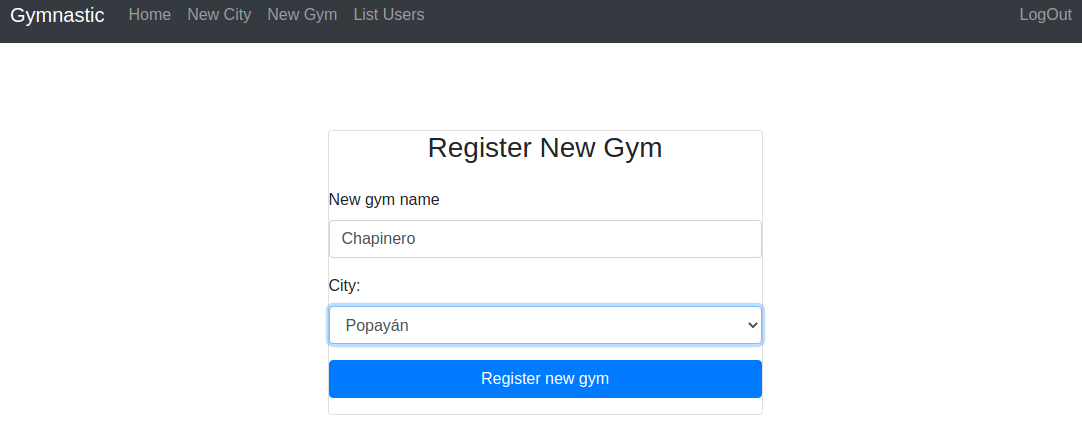 Gymnastic Home New City New Gym List Users LogOut
Register New Gym
New gym name
Chapinero
City:
Popayán
Register new gym